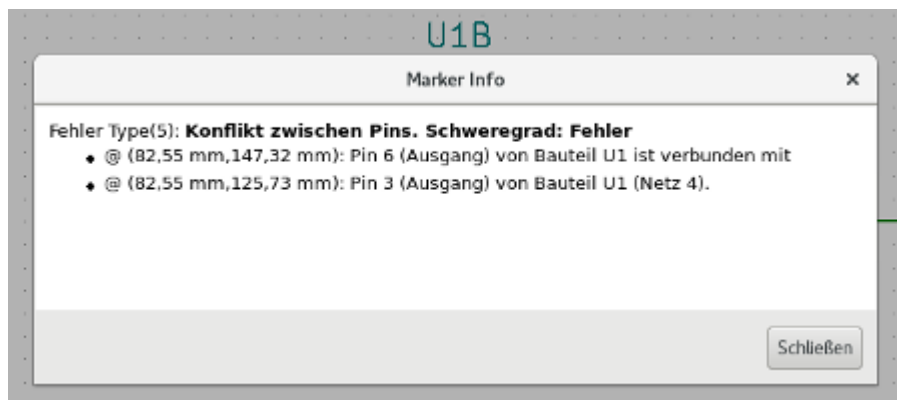 U1B
Marker Info
Fehler Type(5): Konflikt zwischen Pins. Schweregrad: Fehler
@ (82,55 mm,147,32 mm): Pin 6 (Ausgang) von Bauteil U1 ist verbunden mit
@ (82,55 mm,125,73 mm): Pin 3 (Ausgang) von Bauteil U1 (Netz 4).
Schließen